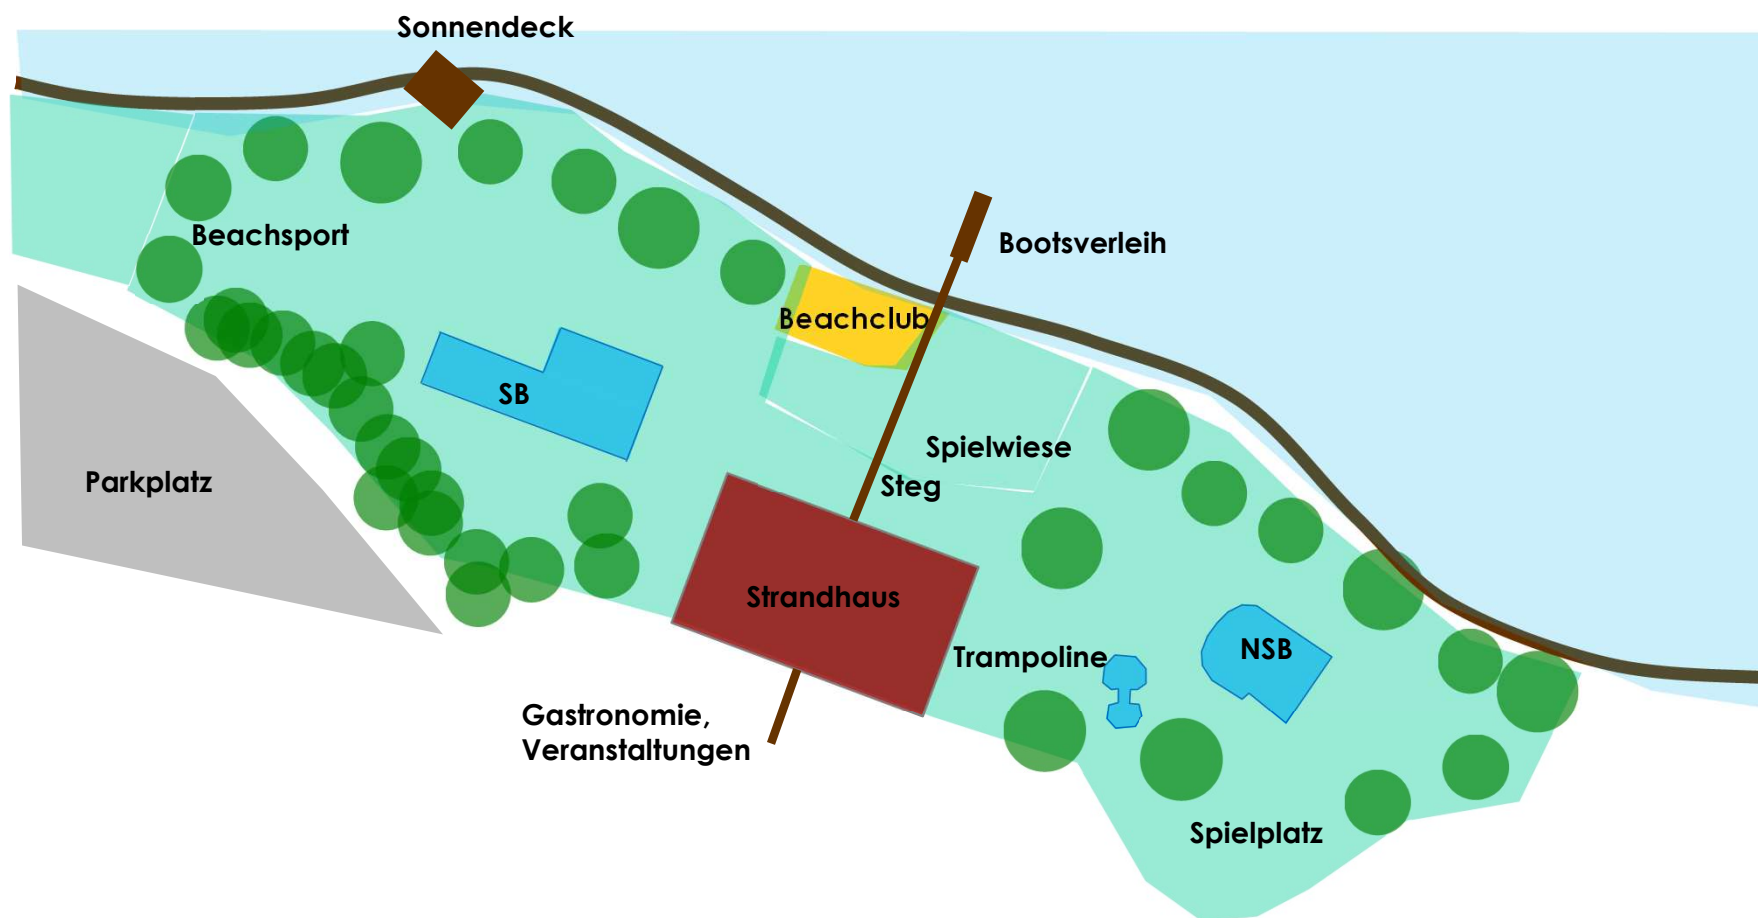 Sonnendeck
Beachsport
Bootsverleih
Beachclub
SB
Spielwiese
Steg
Parkplatz
Strandhaus
Trampoline
NSB
Gastronomie,
Veranstaltungen
Spielplatz